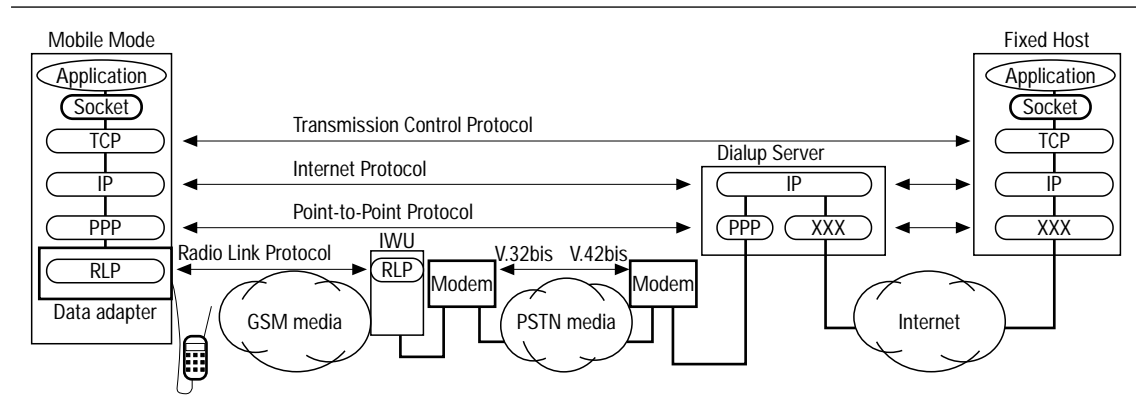 Mobile Mode
Fixed Host
Application
Application
Socket
Socket
TCP
Transmission Control Protocol
TCP
Dialup Server
IP
Internet Protocol
IP
IP
PPP
Point-to-Point Protocol
PPP
XXX
XXX
RLP
Radio Link Protocol
IWU
RLP
Modem
V.32bis
V.42bis
Modem
Data adapter
GSM media
PSTN media
Internet